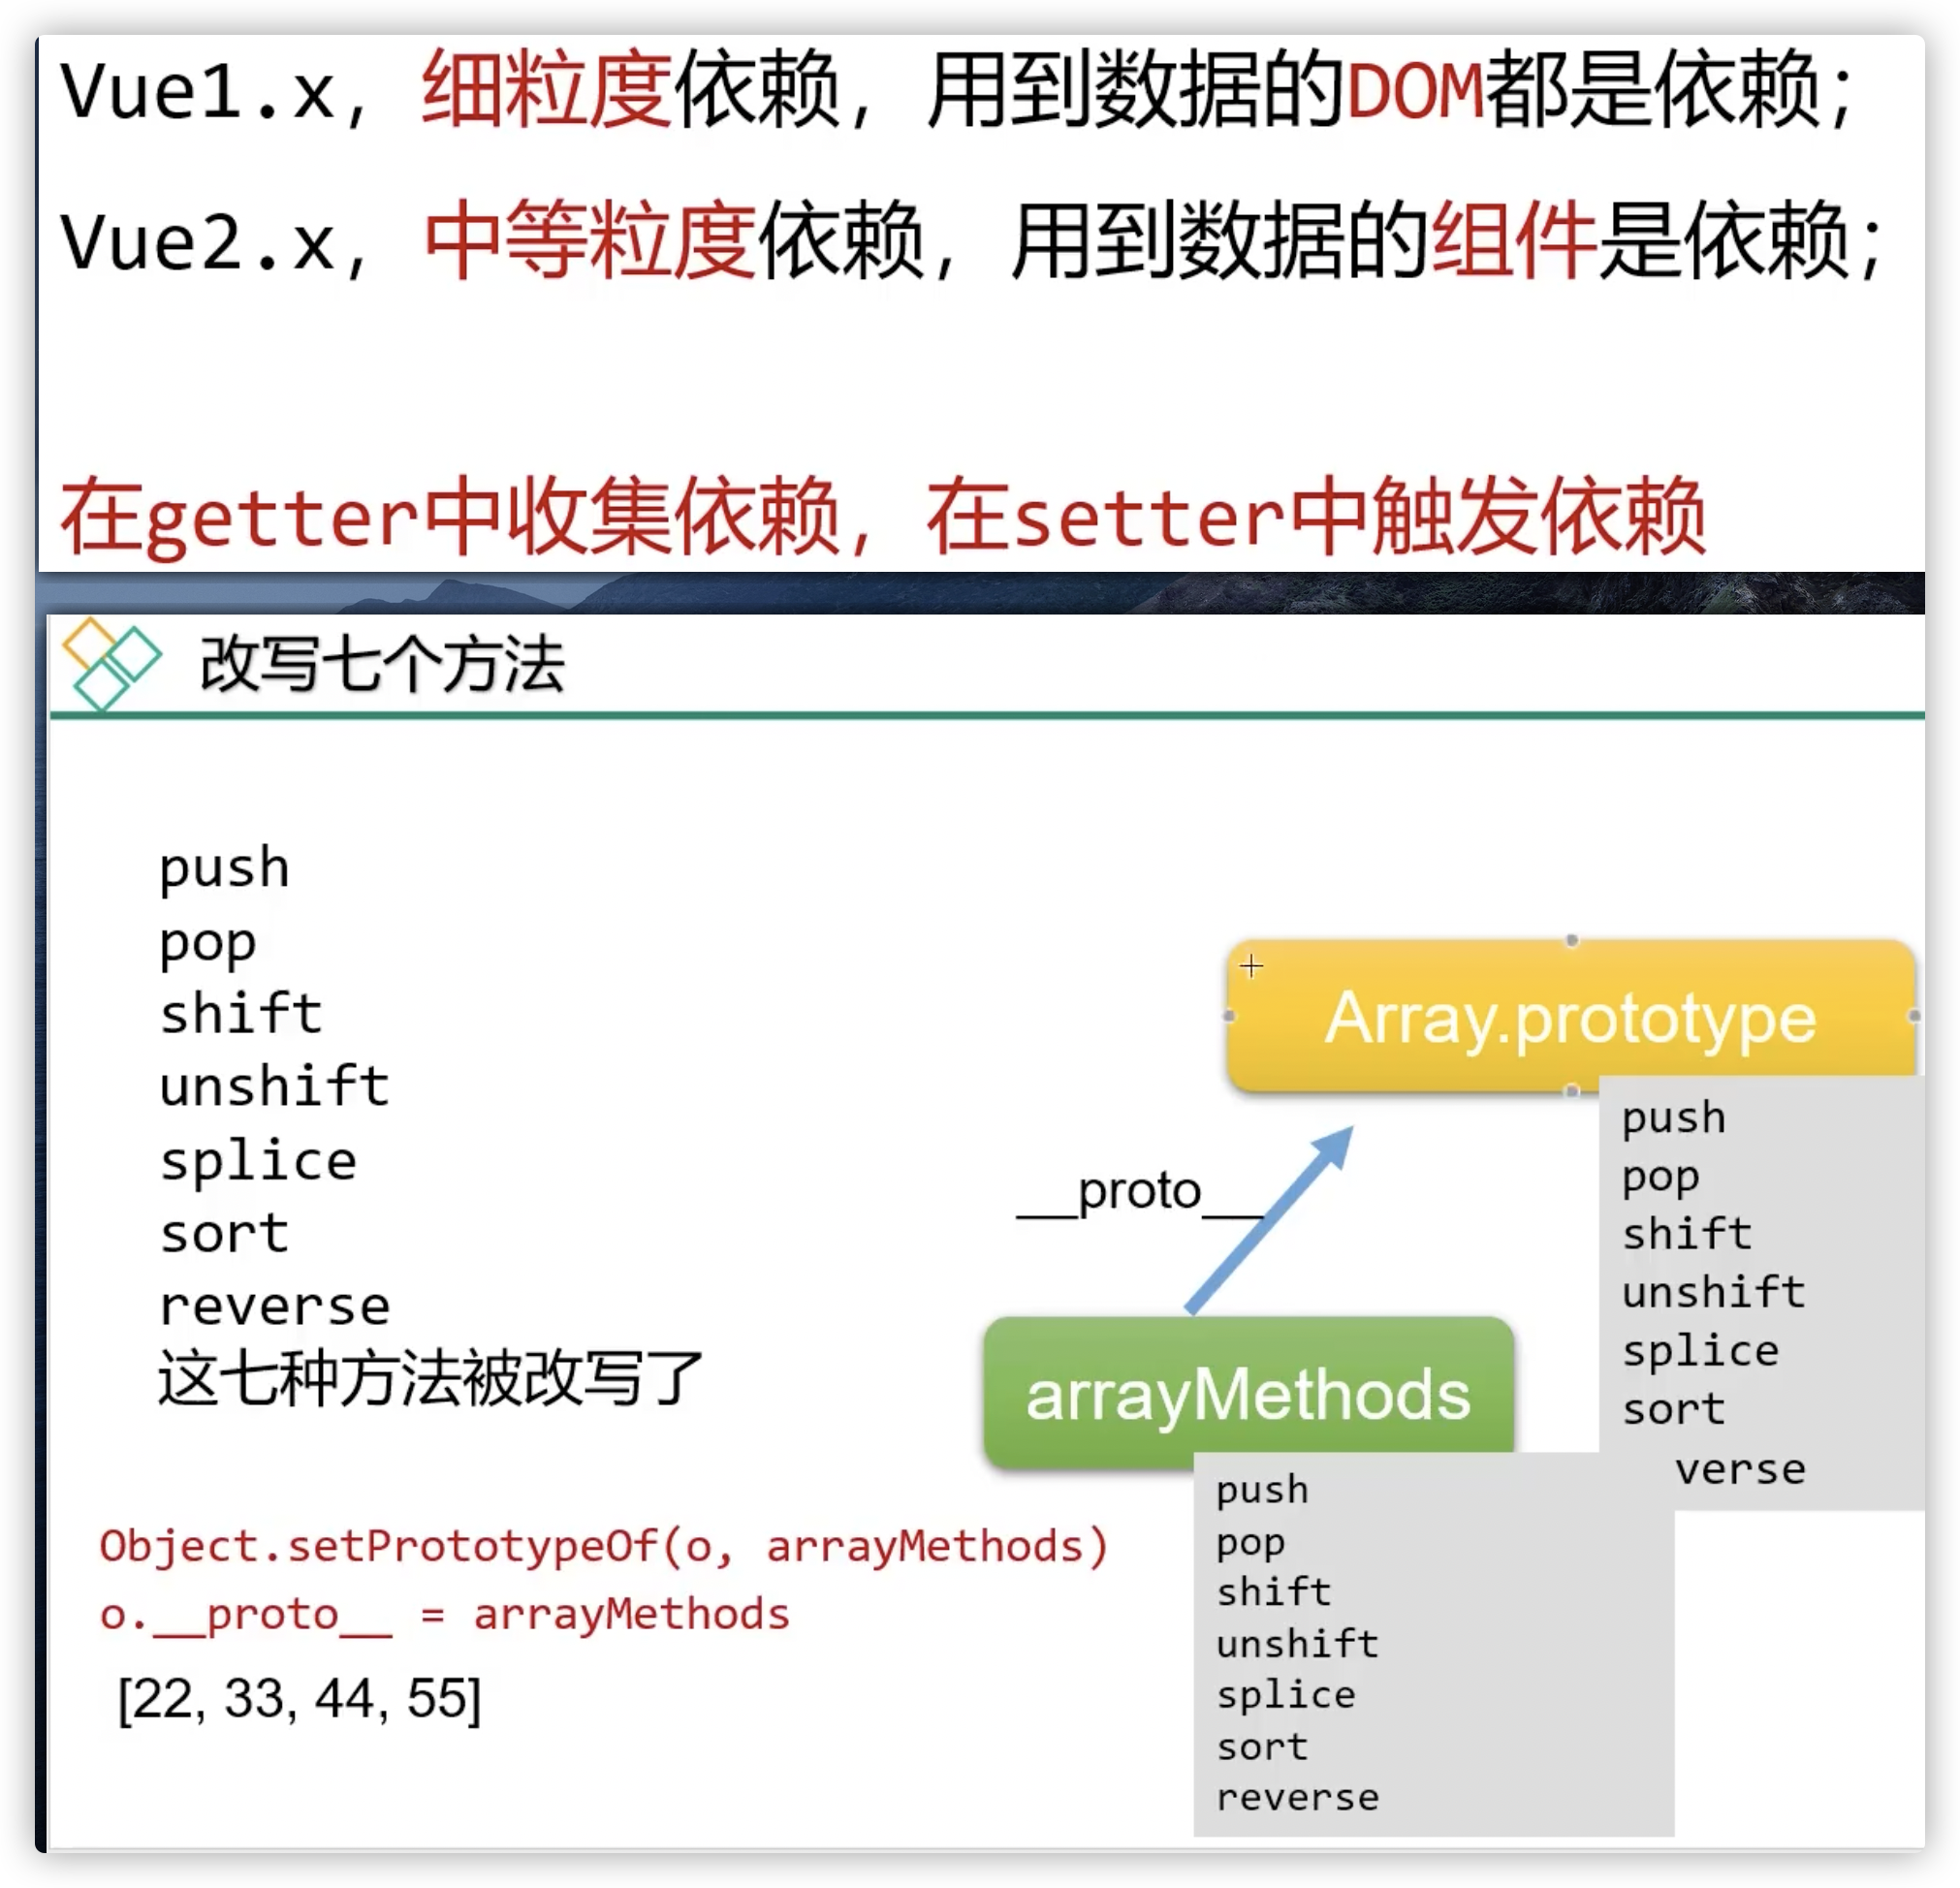 Vue1.x, 细粒度依赖, 用到数据的DOM都是依赖;
Vue2.x, 中等粒度依赖, 用到数据的组件是依赖;
在getter中收集依赖, 在setter中触发依赖
改写七个方法
push
pop
shift
unshift
splice
sort
reverse
这七种方法被改写了
Object.setPrototypeOf(o, arrayMethods)
o.__proto__ = arrayMethods
[22, 33, 44, 55]
Array.prototype
push
pop
shift
unshift
splice
sort
verse
__proto__
arrayMethods
push
pop
shift
unshift
splice
sort
reverse